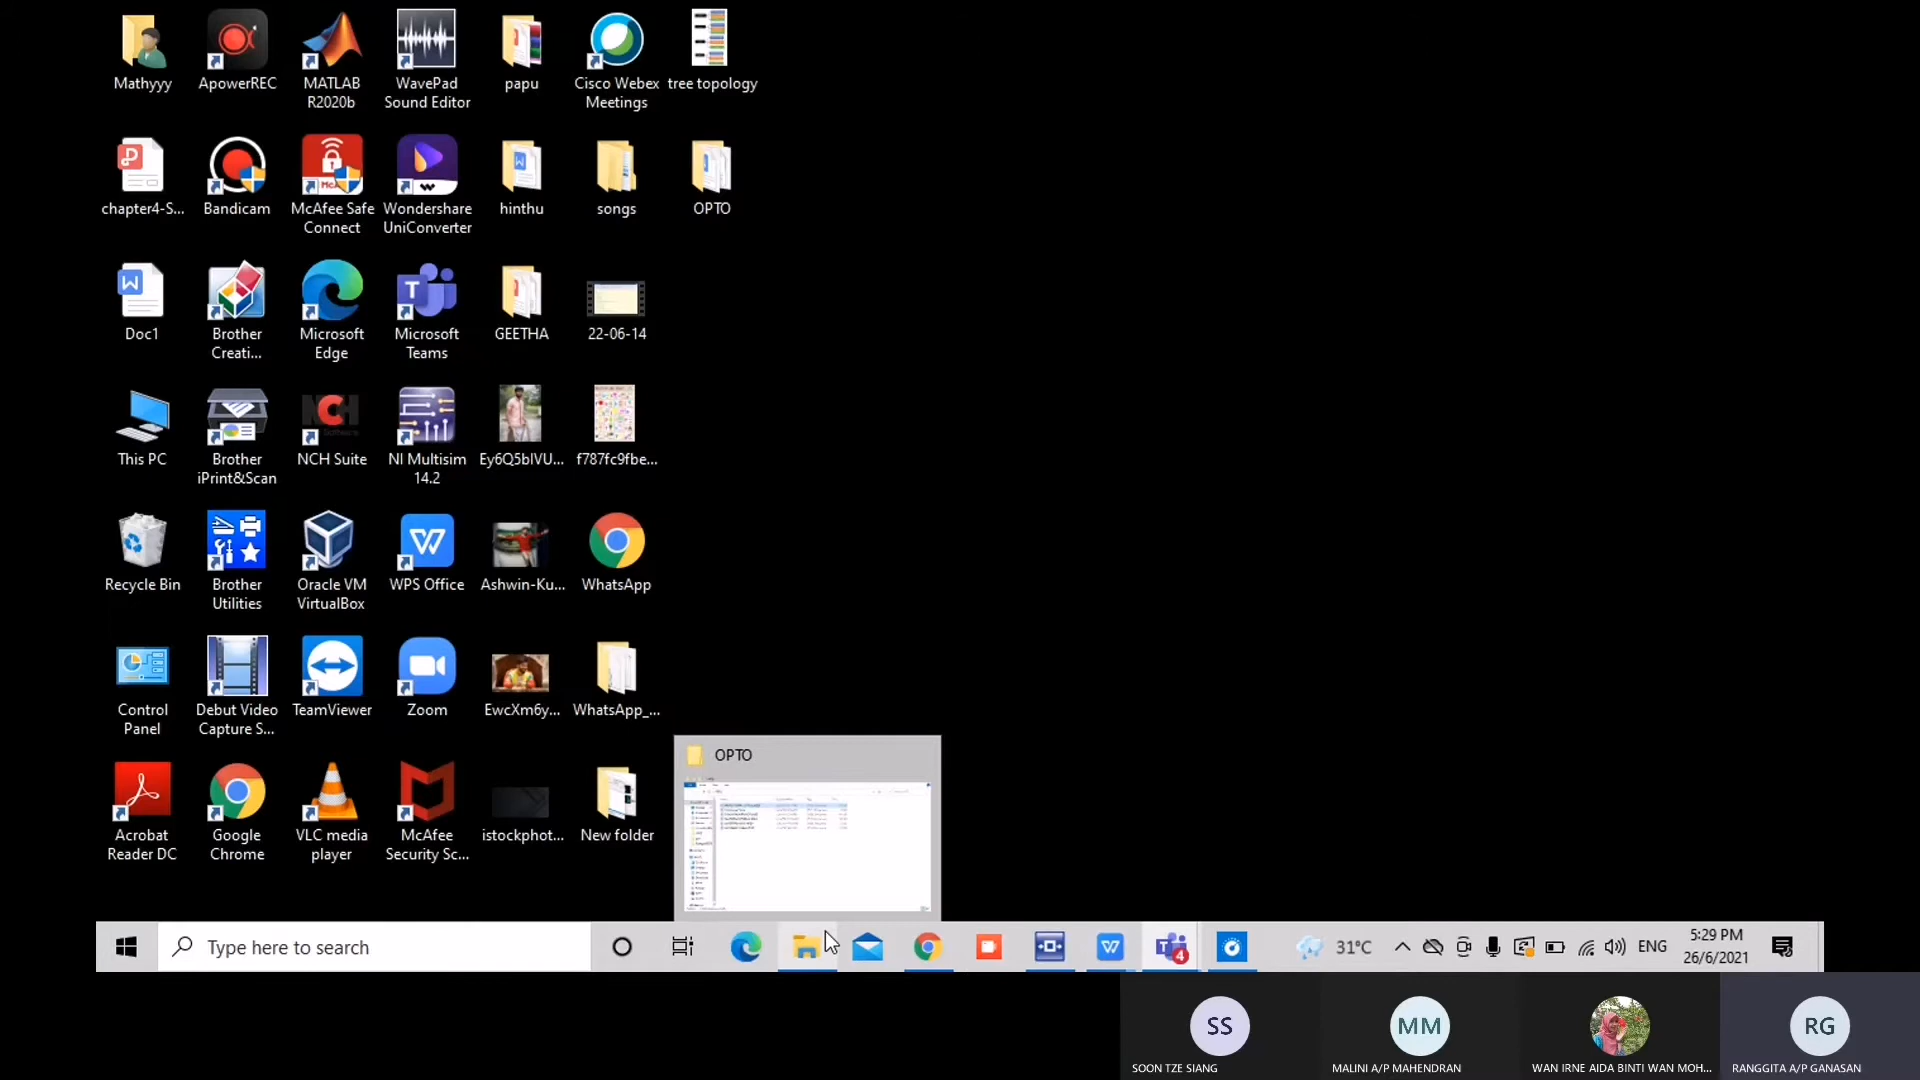 Mathyyy
ApowerREC
MATLAB
R2020b
WavePad
Sound Editor
papu
Cisco Webex
Meetings
tree topology
chapter4-S...
Bandicam
McAfee Safe
Connect
Wondershare
UniConverter
hinthu
songs
OPTO
Doc1
Brother
Creati...
Microsoft
Edge
Microsoft
Teams
GEETHA
22-06-14
This PC
Brother
iPrint&Scan
NCH Suite
NI Multisim
14.2
Ey6Q5blVU...
f787fc9fbe...
Recycle Bin
Brother
Utilities
Oracle VM
VirtualBox
WPS Office
Ashwin-Ku...
WhatsApp
Control
Panel
Debut Video
Capture S...
TeamViewer
Zoom
EwcXm6y...
WhatsApp_...
Acrobat
Reader DC
Google
Chrome
VLC media
player
McAfee
Security Sc...
istockphot...
New folder
OPTO
Type here to search
4
31°C
ENG
5:29 PM
26/6/2021
SS
SOON TZE SIANG
MM
MALINI A/P MAHENDRAN
WAN IRNE AIDA BINTI WAN MOH...
RG
RANGGITA A/P GANASAN